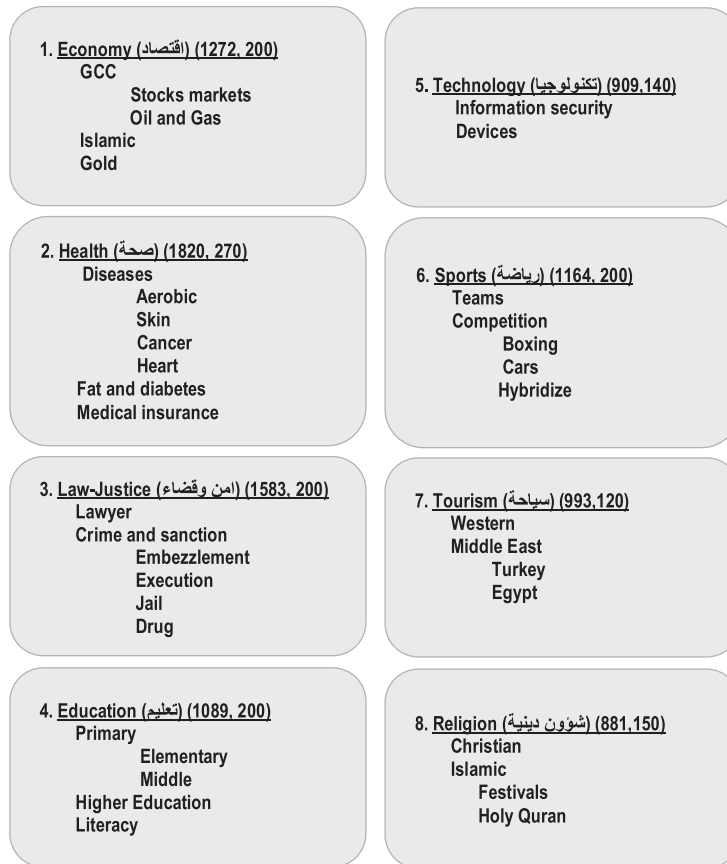 1. Economy (اقتصاد) (1272, 200)
GCC
Stocks markets
Oil and Gas
Islamic
Gold
2. Health (صحة) (1820, 270)
Diseases
Aerobic
Skin
Cancer
Heart
Fat and diabetes
Medical insurance
3. Law-Justice (امن وقضاء) (1583, 200)
Lawyer
Crime and sanction
Embezzlement
Execution
Jail
Drug
4. Education (تعليم) (1089, 200)
Primary
Elementary
Middle
Higher Education
Literacy
5. Technology (تكنولوجيا) (909,140)
Information security
Devices
6. Sports (رياضة) (1164, 200)
Teams
Competition
Boxing
Cars
Hybridize
7. Tourism (سياحة) (993,120)
Western
Middle East
Turkey
Egypt
8. Religion (شؤون دينية) (881,150)
Christian
Islamic
Festivals
Holy Quran